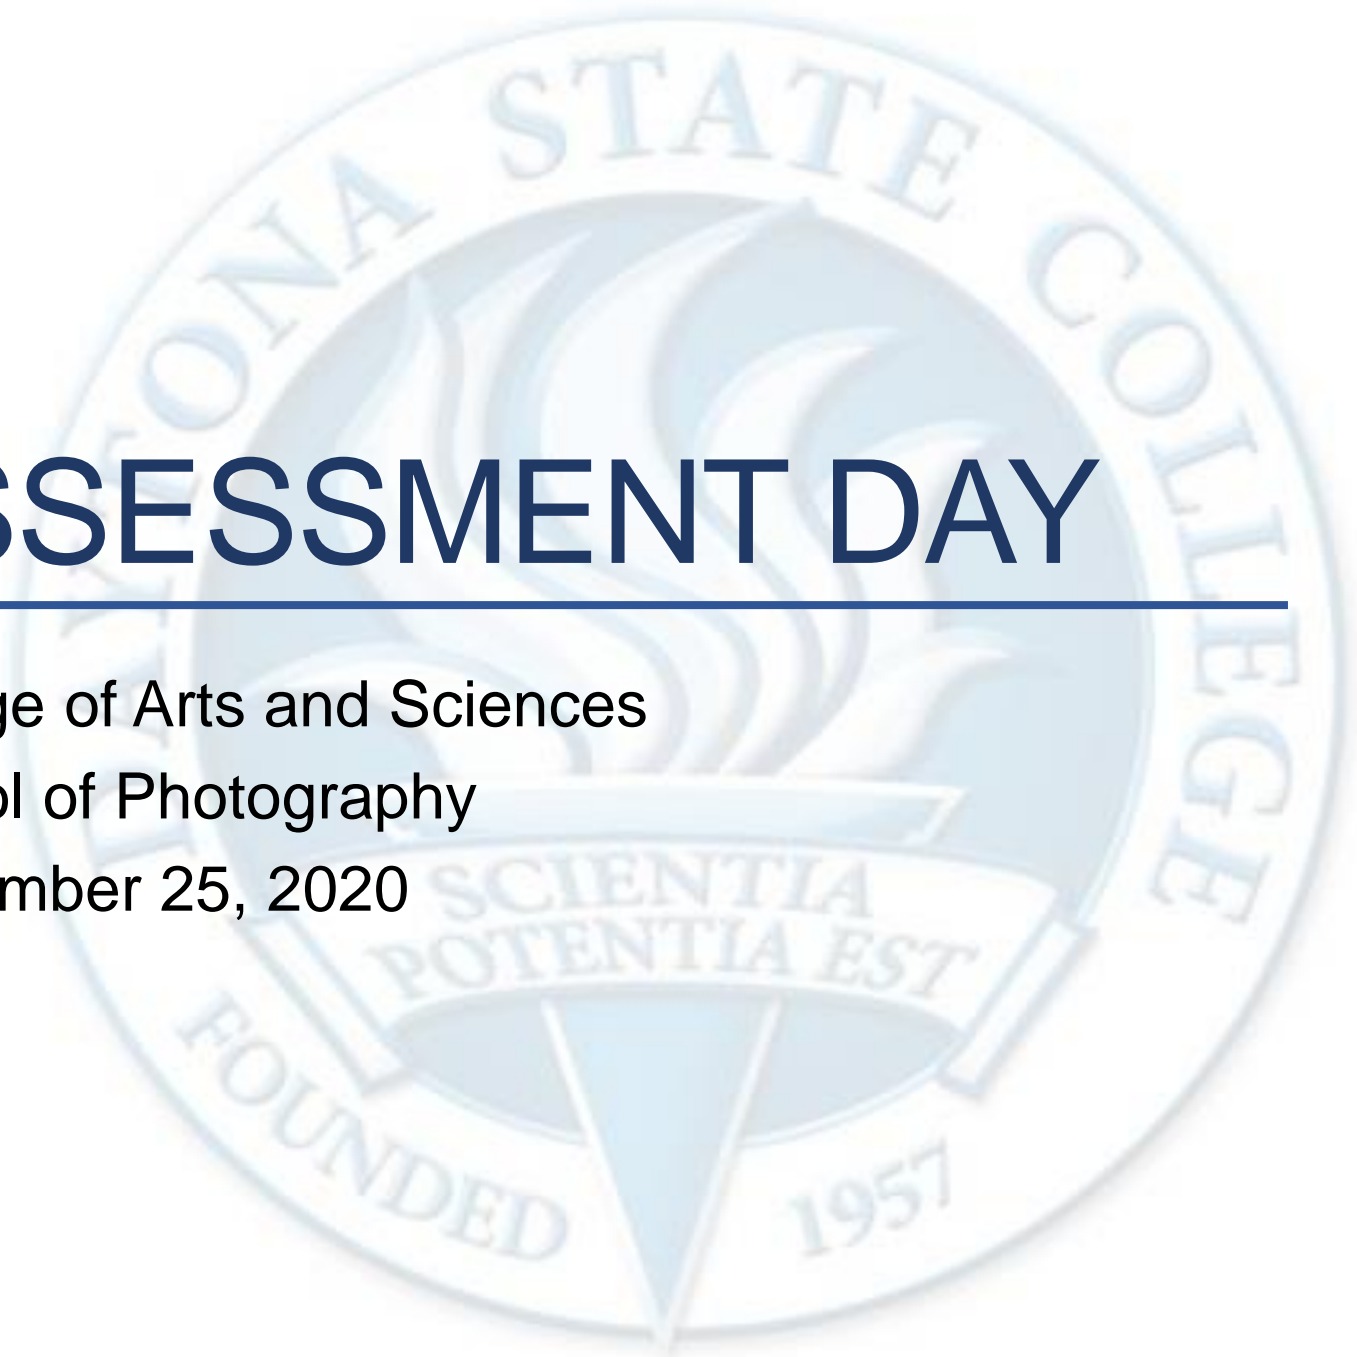 DAYTONA STATE COLLEGE
SSESSMENT DAY
ge of Arts and Sciences
ol of Photography
mber 25, 2020
SCIENTIA
POTENTIA EST
FOUNDED 1957